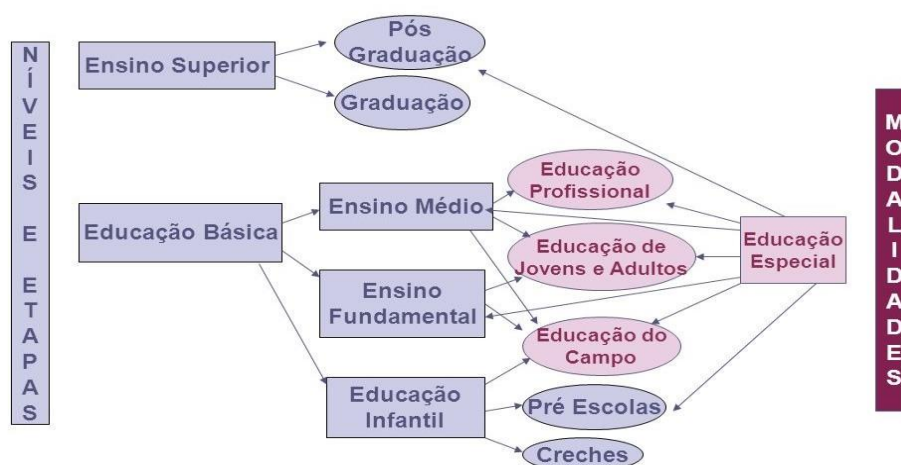 NÍVEIS E ETAPAS
Ensino Superior
Pós
Graduação
Graduação
Educação Básica
Ensino Médio
Ensino
Fundamental
Educação
Infantil
Educação
Profissional
Educação de
Jovens e Adultos
Educação do
Campo
Pré Escolas
Creches
Educação
Especial
MODALIDADES